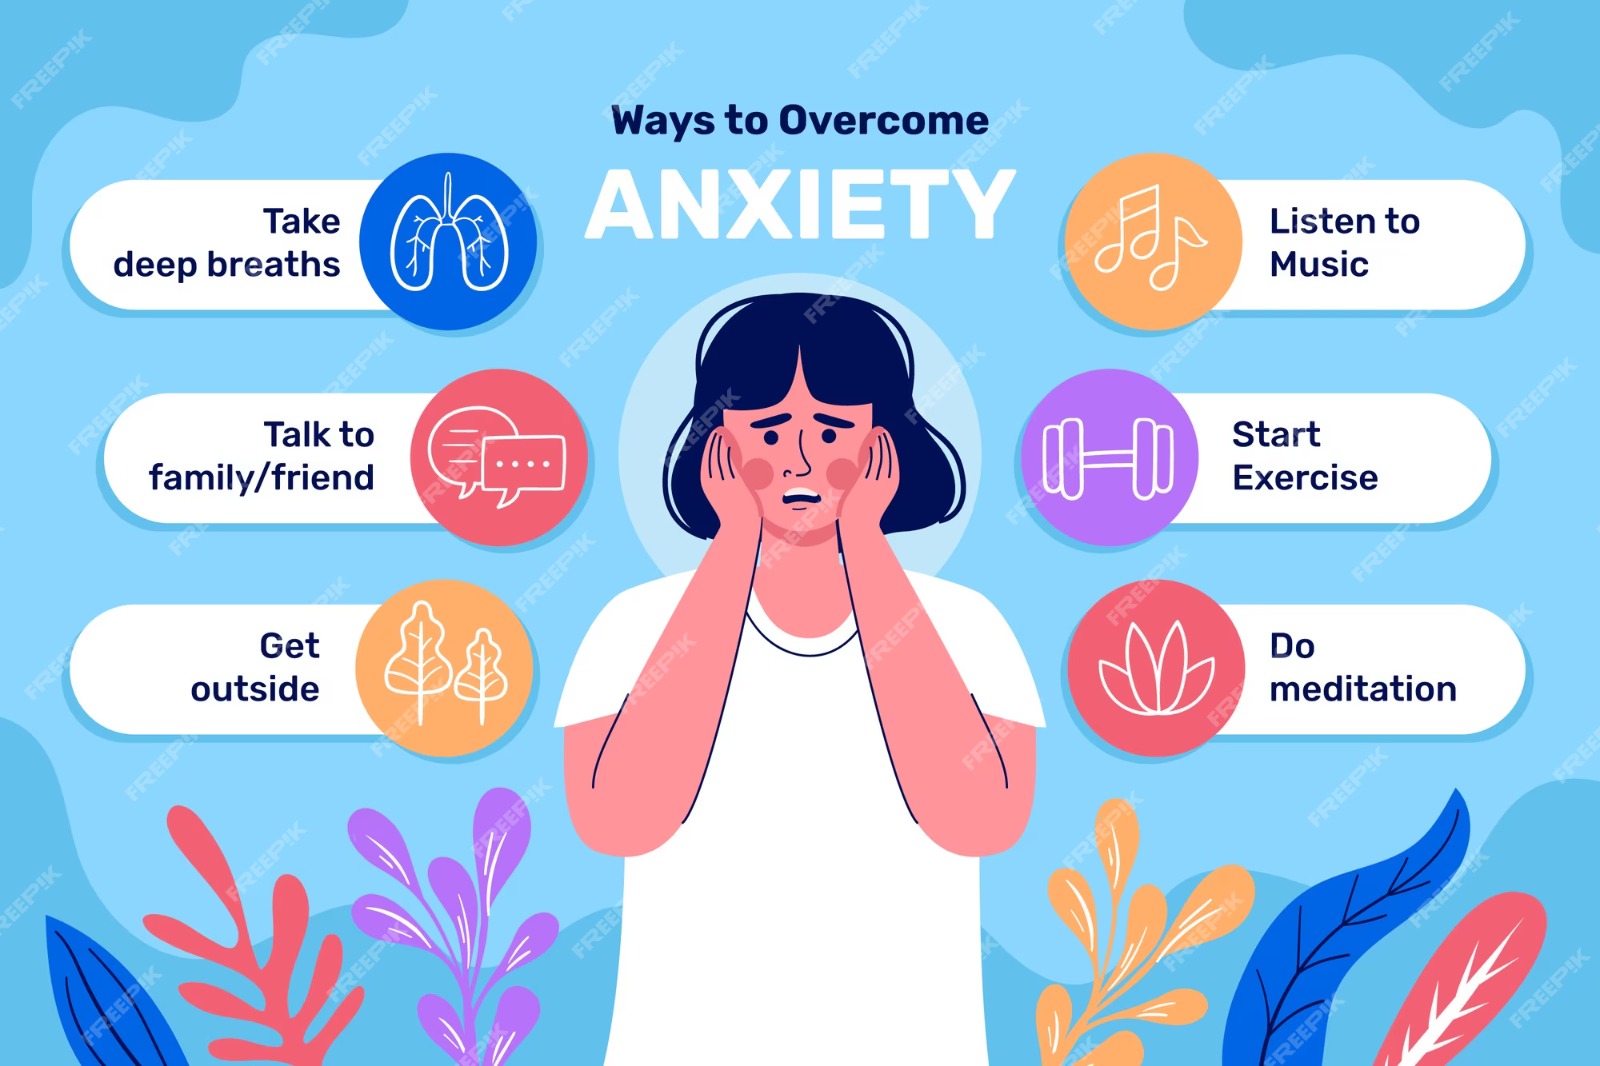 Ways to Overcome
ANXIETY
Take
deep breaths
Talk to
family/friend
Get
outside
Listen to
Music
Start
Exercise
Do
meditation
FREEPIK